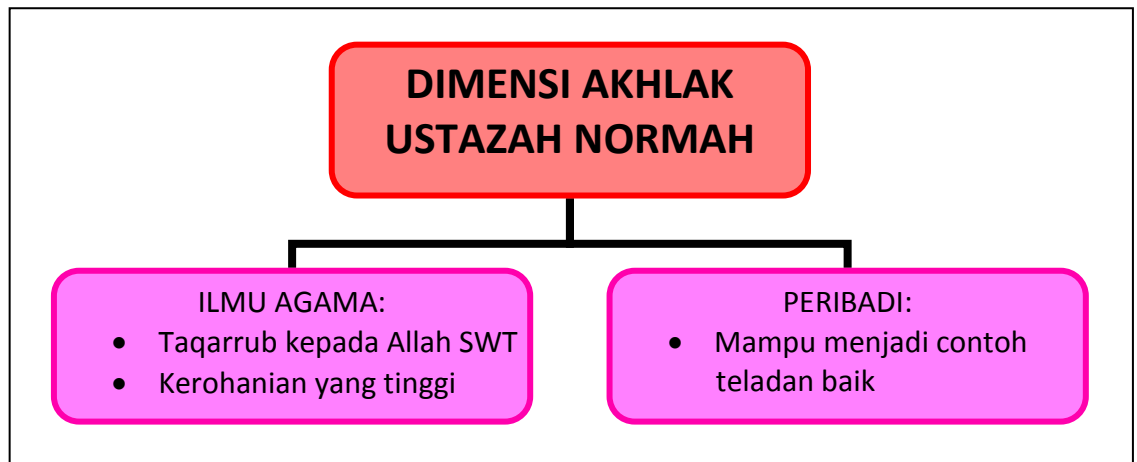 DIMENSI AKHLAK
USTAZAH NORMAH
ILMU AGAMA:
• Taqarrub kepada Allah SWT
• Kerohanian yang tinggi
PERIBADI:
• Mampu menjadi contoh
teladan baik